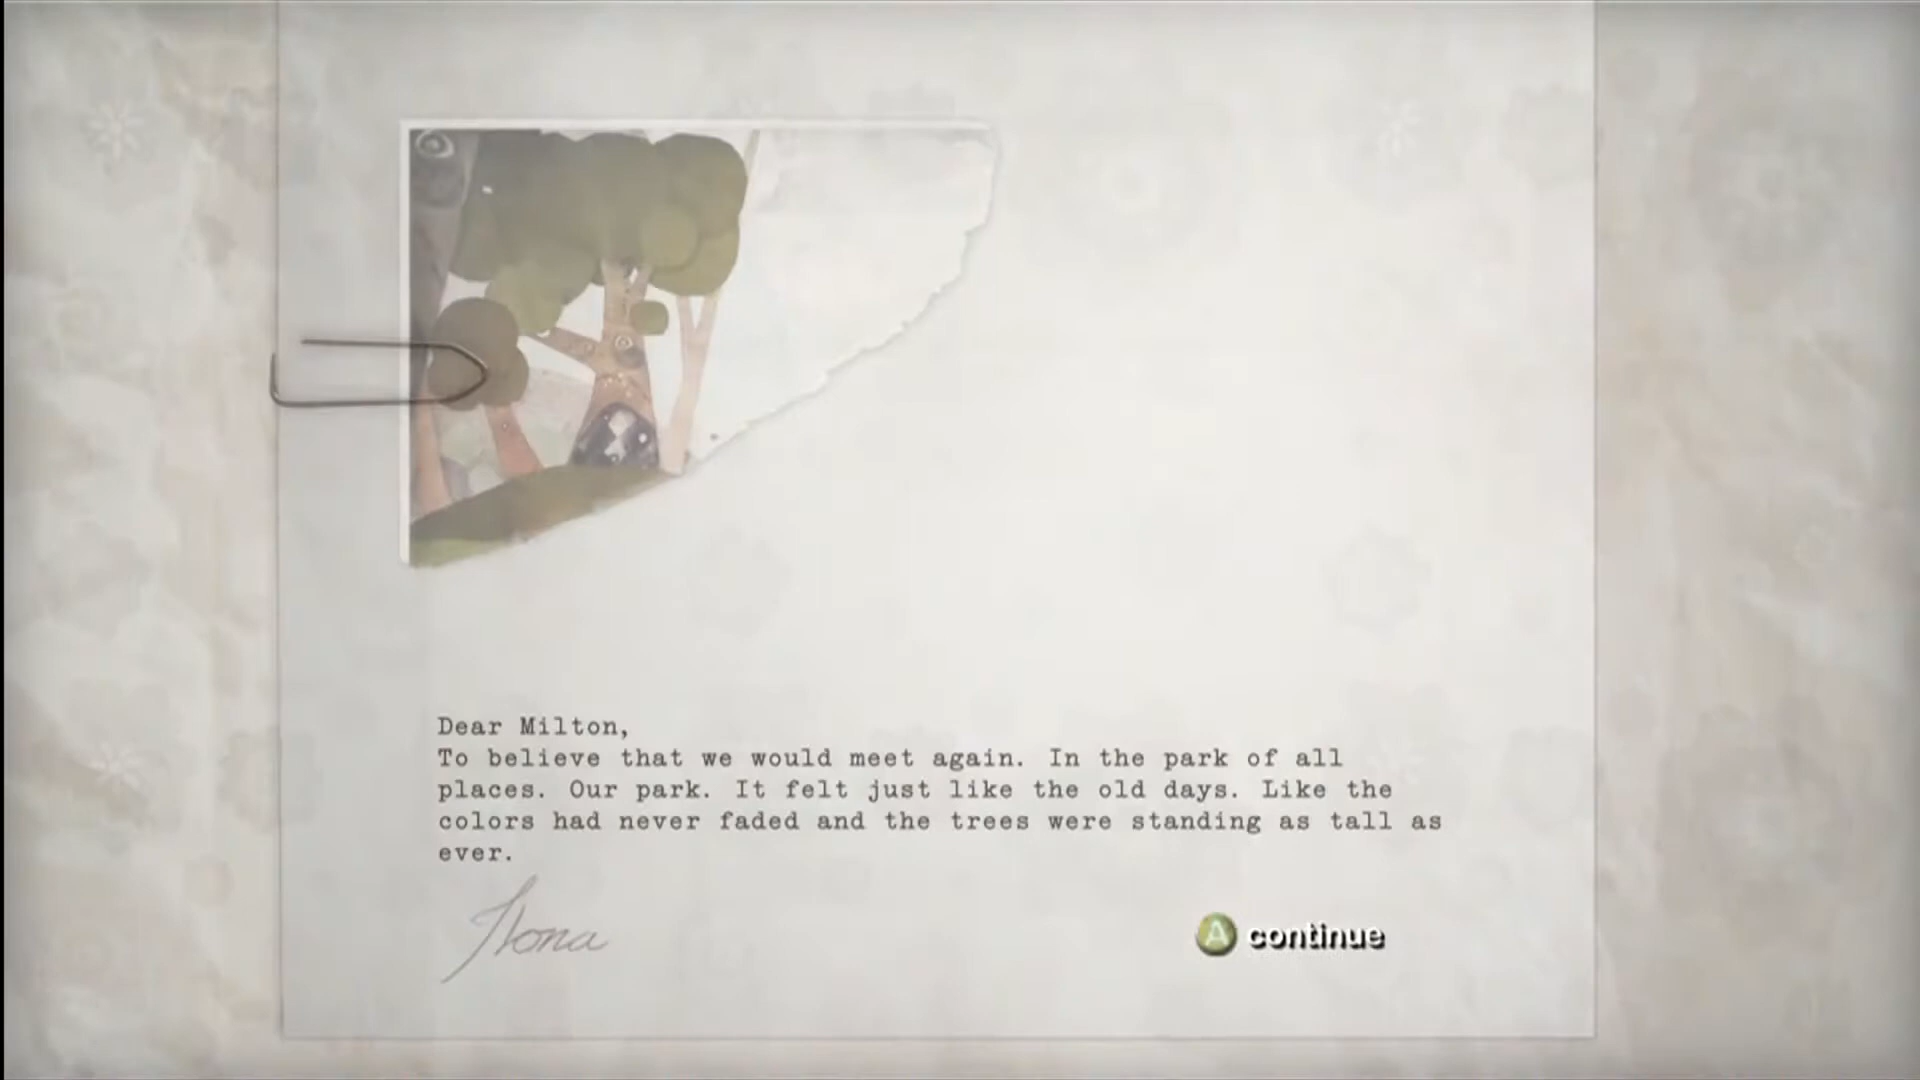 Dear Milton,
To believe that we would meet again. In the park of all
places. Our park. It felt just like the old days. Like the
colors had never faded and the trees were standing as tall as
ever.
Ilona
A continue